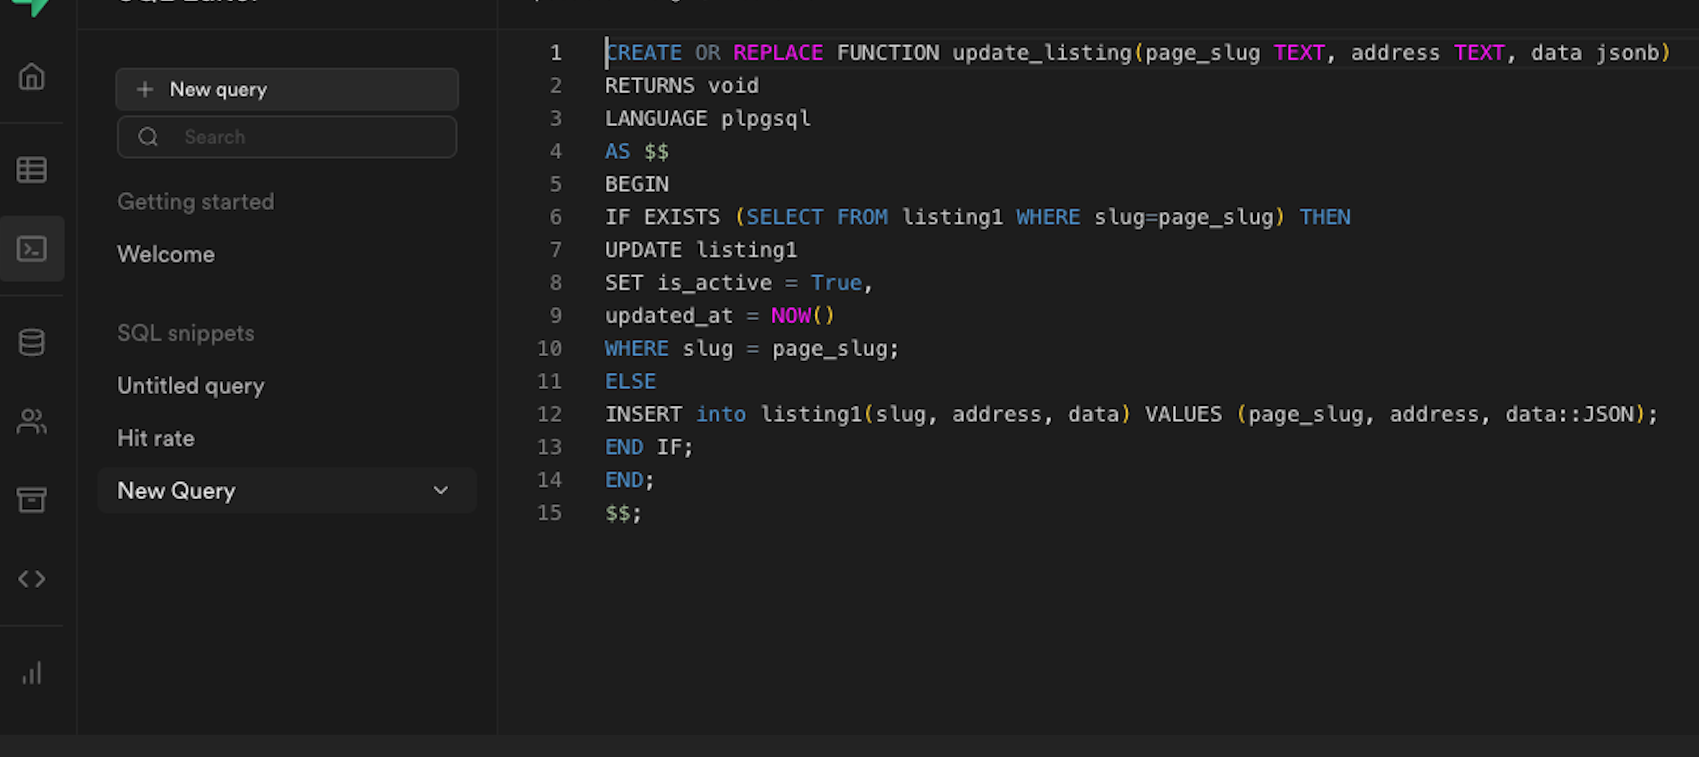 SQL Editor
New query
Search
Getting started
Welcome
SQL snippets
Untitled query
Hit rate
New Query
1 CREATE OR REPLACE FUNCTION update_listing(page_slug TEXT, address TEXT, data jsonb)
2 RETURNS void
3 LANGUAGE plpgsql
4 AS $$
5 BEGIN
6 IF EXISTS (SELECT FROM listing1 WHERE slug=page_slug) THEN
7 UPDATE listing1
8 SET is_active = True,
9 updated_at = NOW()
10 WHERE slug = page_slug;
11 ELSE
12 INSERT into listing1(slug, address, data) VALUES (page_slug, address, data::JSON);
13 END IF;
14 END;
15 $$;